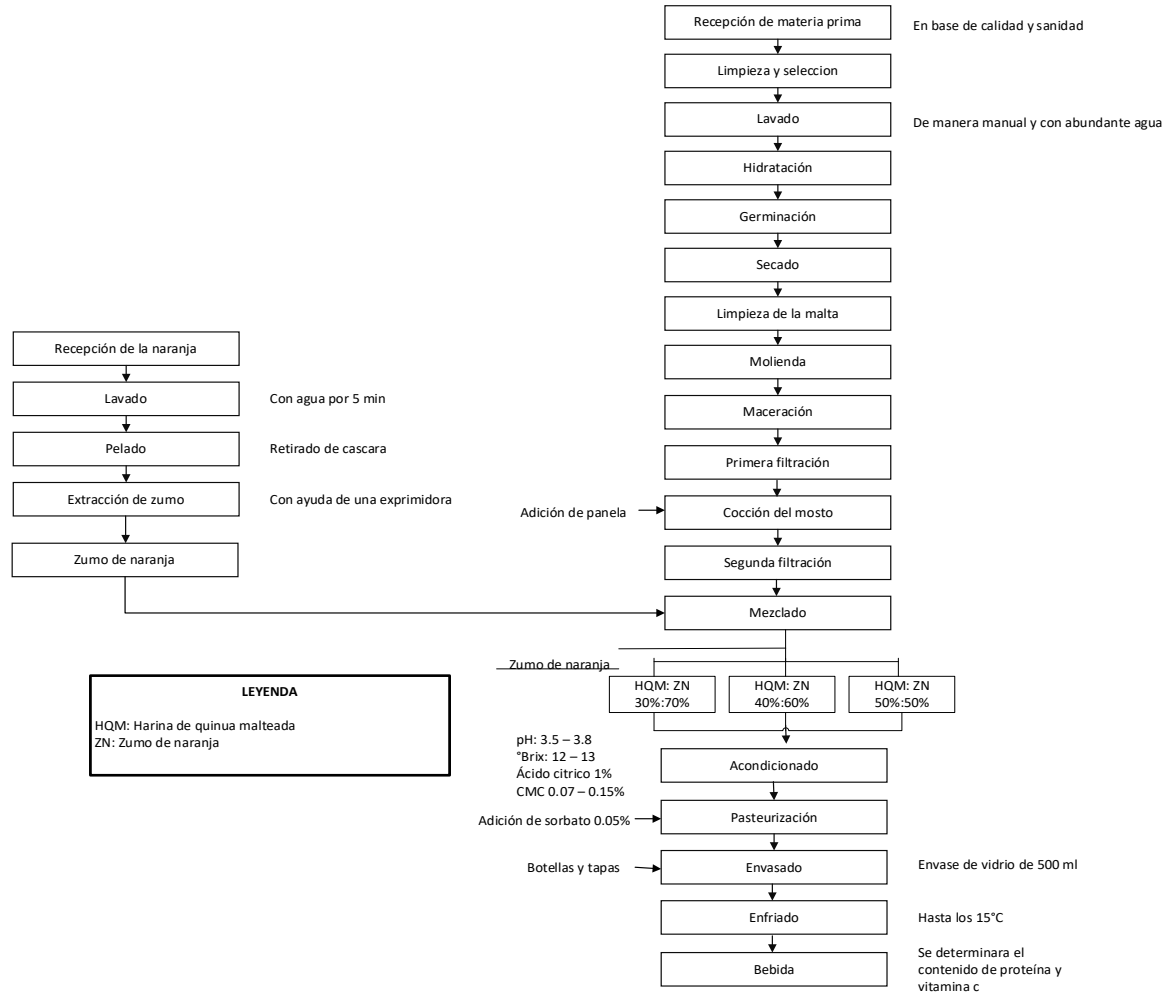 Recepción de materia prima
En base de calidad y sanidad
Limpieza y seleccion
Lavado
De manera manual y con abundante agua
Hidratación
Germinación
Secado
Limpieza de la malta
Molienda
Maceración
Primera filtración
Adición de panela
Cocción del mosto
Segunda filtración
Recepción de la naranja
Lavado
Con agua por 5 min
Pelado
Retirado de cascara
Extracción de zumo
Con ayuda de una exprimidora
Zumo de naranja
Mezclado
Zumo de naranja
HQM: ZN
30%:70%
HQM: ZN
40%:60%
HQM: ZN
50%:50%
LEYENDA
HQM: Harina de quinua malteada
ZN: Zumo de naranja
pH: 3.5 – 3.8
°Brix: 12 – 13
Ácido citrico 1%
CMC 0.07 – 0.15%
Acondicionado
Adición de sorbato 0.05%
Pasteurización
Botellas y tapas
Envasado
Envase de vidrio de 500 ml
Enfriado
Hasta los 15°C
Bebida
Se determinara el
contenido de proteína y
vitamina c